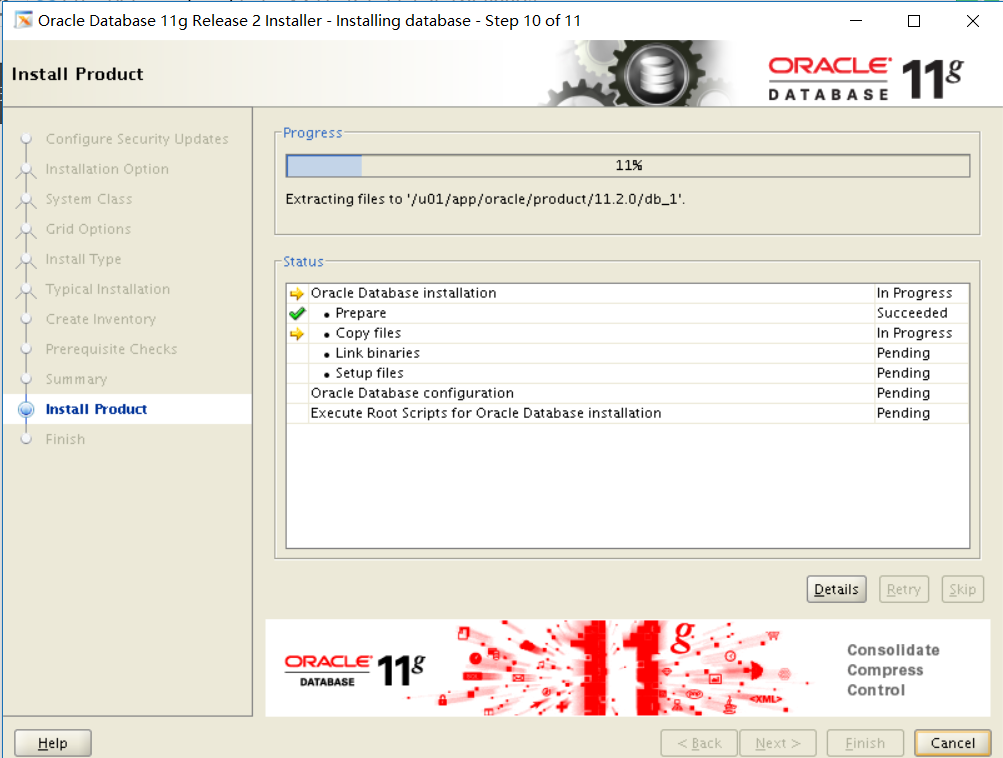 Oracle Database 11g Release 2 Installer - Installing database - Step 10 of 11
Install Product
ORACLE
DATABASE
11g
Configure Security Updates
Installation Option
System Class
Grid Options
Install Type
Typical Installation
Create Inventory
Prerequisite Checks
Summary
Install Product
Finish
Progress
11%
Extracting files to '/u01/app/oracle/product/11.2.0/db_1'.
Status
Oracle Database installation In Progress
• Prepare Succeeded
• Copy files In Progress
• Link binaries Pending
• Setup files Pending
Oracle Database configuration Pending
Execute Root Scripts for Oracle Database installation Pending
Details Retry Skip
ORACLE
DATABASE
11g
11g
<XML>
Consolidate
Compress
Control
Help < Back Next > Finish Cancel